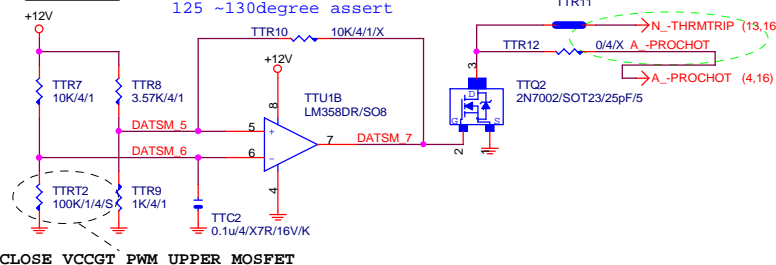 125 ~130degree assert
TTR11
+12V
TTR10
10K/4/1/X
N_-THRMTRIP (13,16
TTR12
0/4/X
A_-PROCHOT
+12V
3
A_-PROCHOT (4,16)
TTR7
10K/4/1
TTR8
3.57K/4/1
8
TTU1B
LM358DR/SO8
D
G
S
TTQ2
2N7002/SOT23/25pF/5
DATSM_5
5
+
7
DATSM_7
DATSM_6
6
-
2
1
4
TTRT2
100K/1/4/S
TTR9
1K/4/1
TTC2
0.1u/4/X7R/16V/K
CLOSE VCCGT PWM UPPER MOSFET